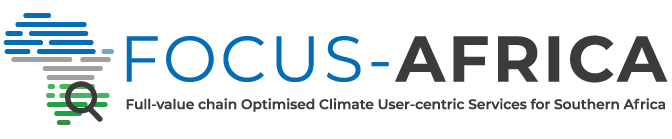 FOCUS-AFRICA
Full-value chain Optimised Climate User-centric Services for Southern Africa